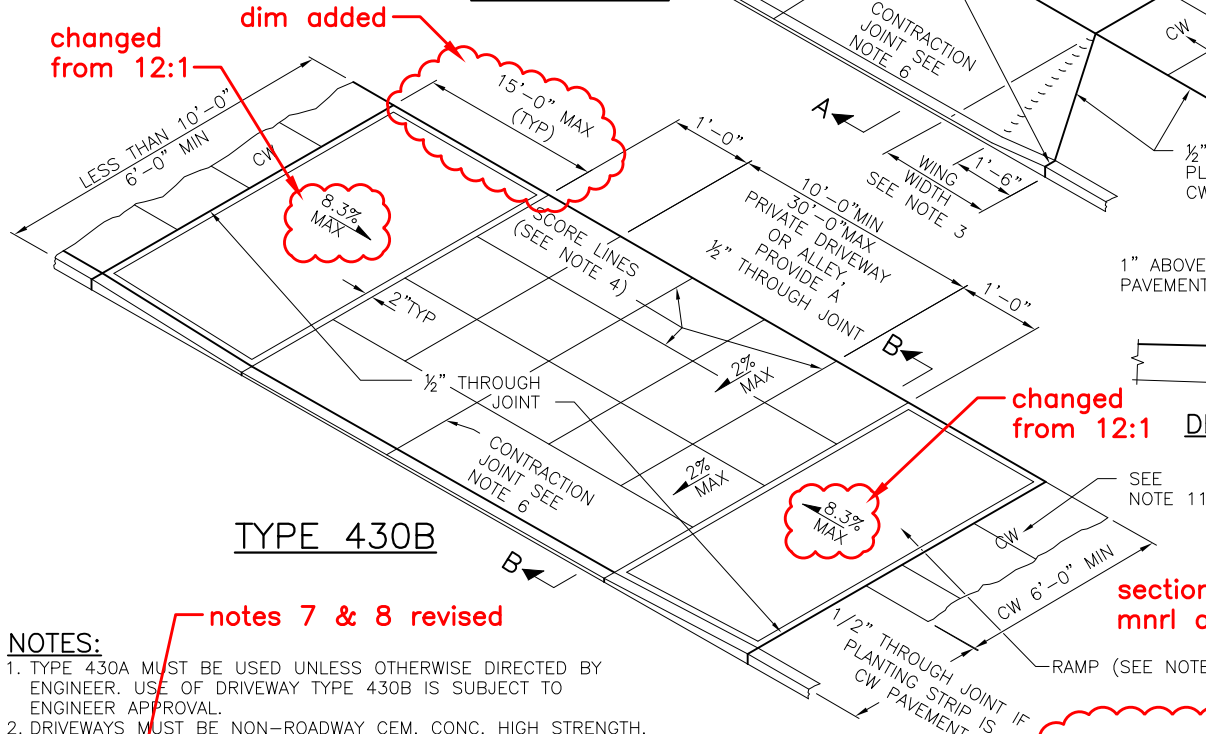 dim added
changed
from 12:1
15'-0" MAX
(TYP)
LESS THAN 10'-0"
6'-0" MIN
CW
8.3%
MAX
CONTRACTION
JOINT SEE
NOTE 6
CW
A
1'-0"
WING
WIDTH
SEE NOTE 3
1'-6"
½"
PL
CW
10'-0"MIN
30'-0"MAX
PRIVATE DRIVEWAY
OR ALLEY,
PROVIDE A
½" THROUGH JOINT
1'-0"
1" ABOVE
PAVEMENT
SCORE LINES
(SEE NOTE 4)
2"TYP
B
2%
MAX
½" THROUGH
JOINT
changed
from 12:1
CONTRACTION
JOINT SEE
NOTE 6
2%
MAX
8.3%
MAX
SEE
NOTE 11
CW
CW 6'-0" MIN
TYPE 430B
B
section
mnrl
1/2" THROUGH JOINT IF
PLANTING STRIP IS
CW PAVEMENT
RAMP (SEE NOTE
notes 7 & 8 revised
NOTES:
1. TYPE 430A MUST BE USED UNLESS OTHERWISE DIRECTED BY
ENGINEER. USE OF DRIVEWAY TYPE 430B IS SUBJECT TO
ENGINEER APPROVAL.
2. DRIVEWAYS MUST BE NON-ROADWAY CEM. CONC. HIGH STRENGTH.